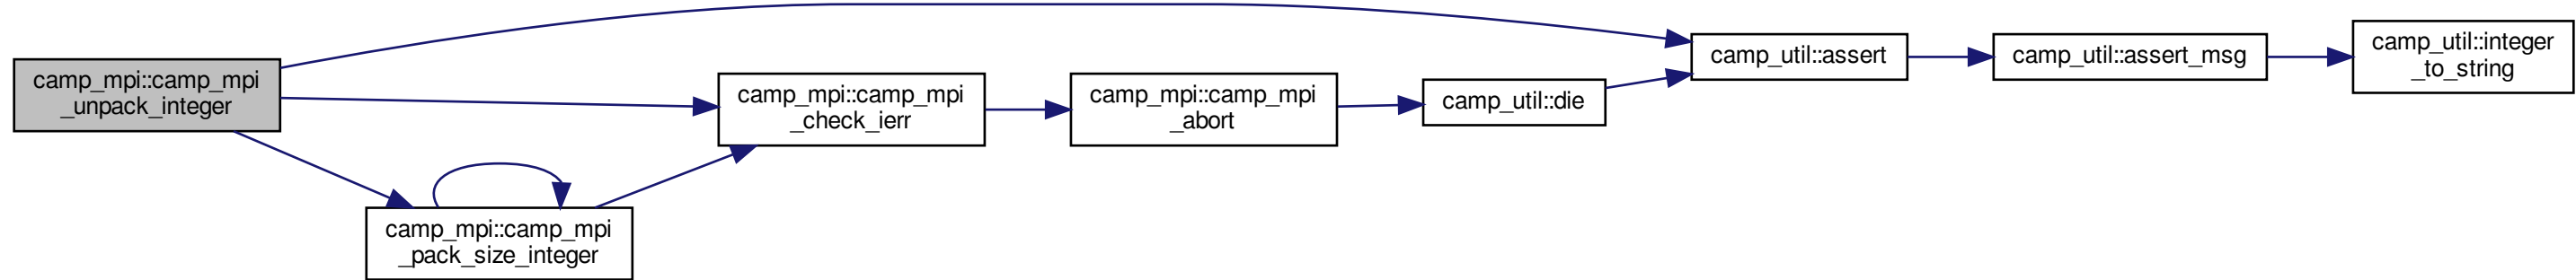 camp_mpi::camp_mpi
_unpack_integer
camp_mpi::camp_mpi
_pack_size_integer
camp_mpi::camp_mpi
_check_ierr
camp_mpi::camp_mpi
_abort
camp_util::die
camp_util::assert
camp_util::assert_msg
camp_util::integer
_to_string